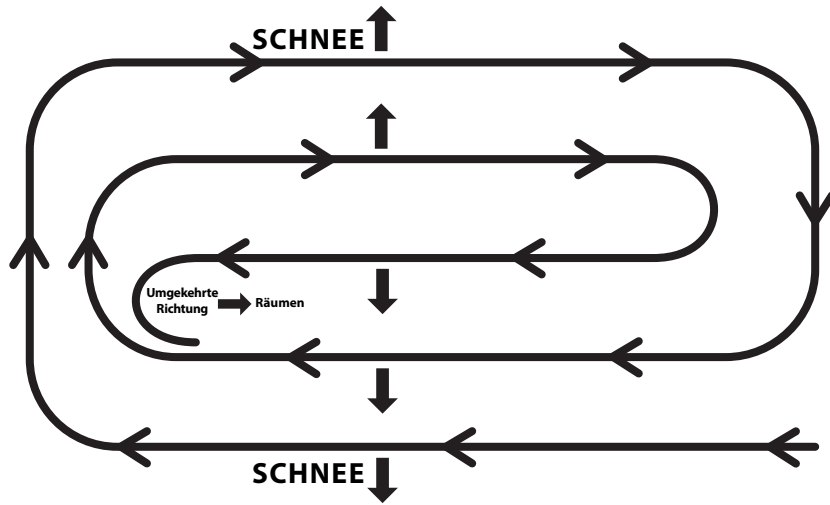 SCHNEE
Umgekehrte
Richtung
Räumen
SCHNEE